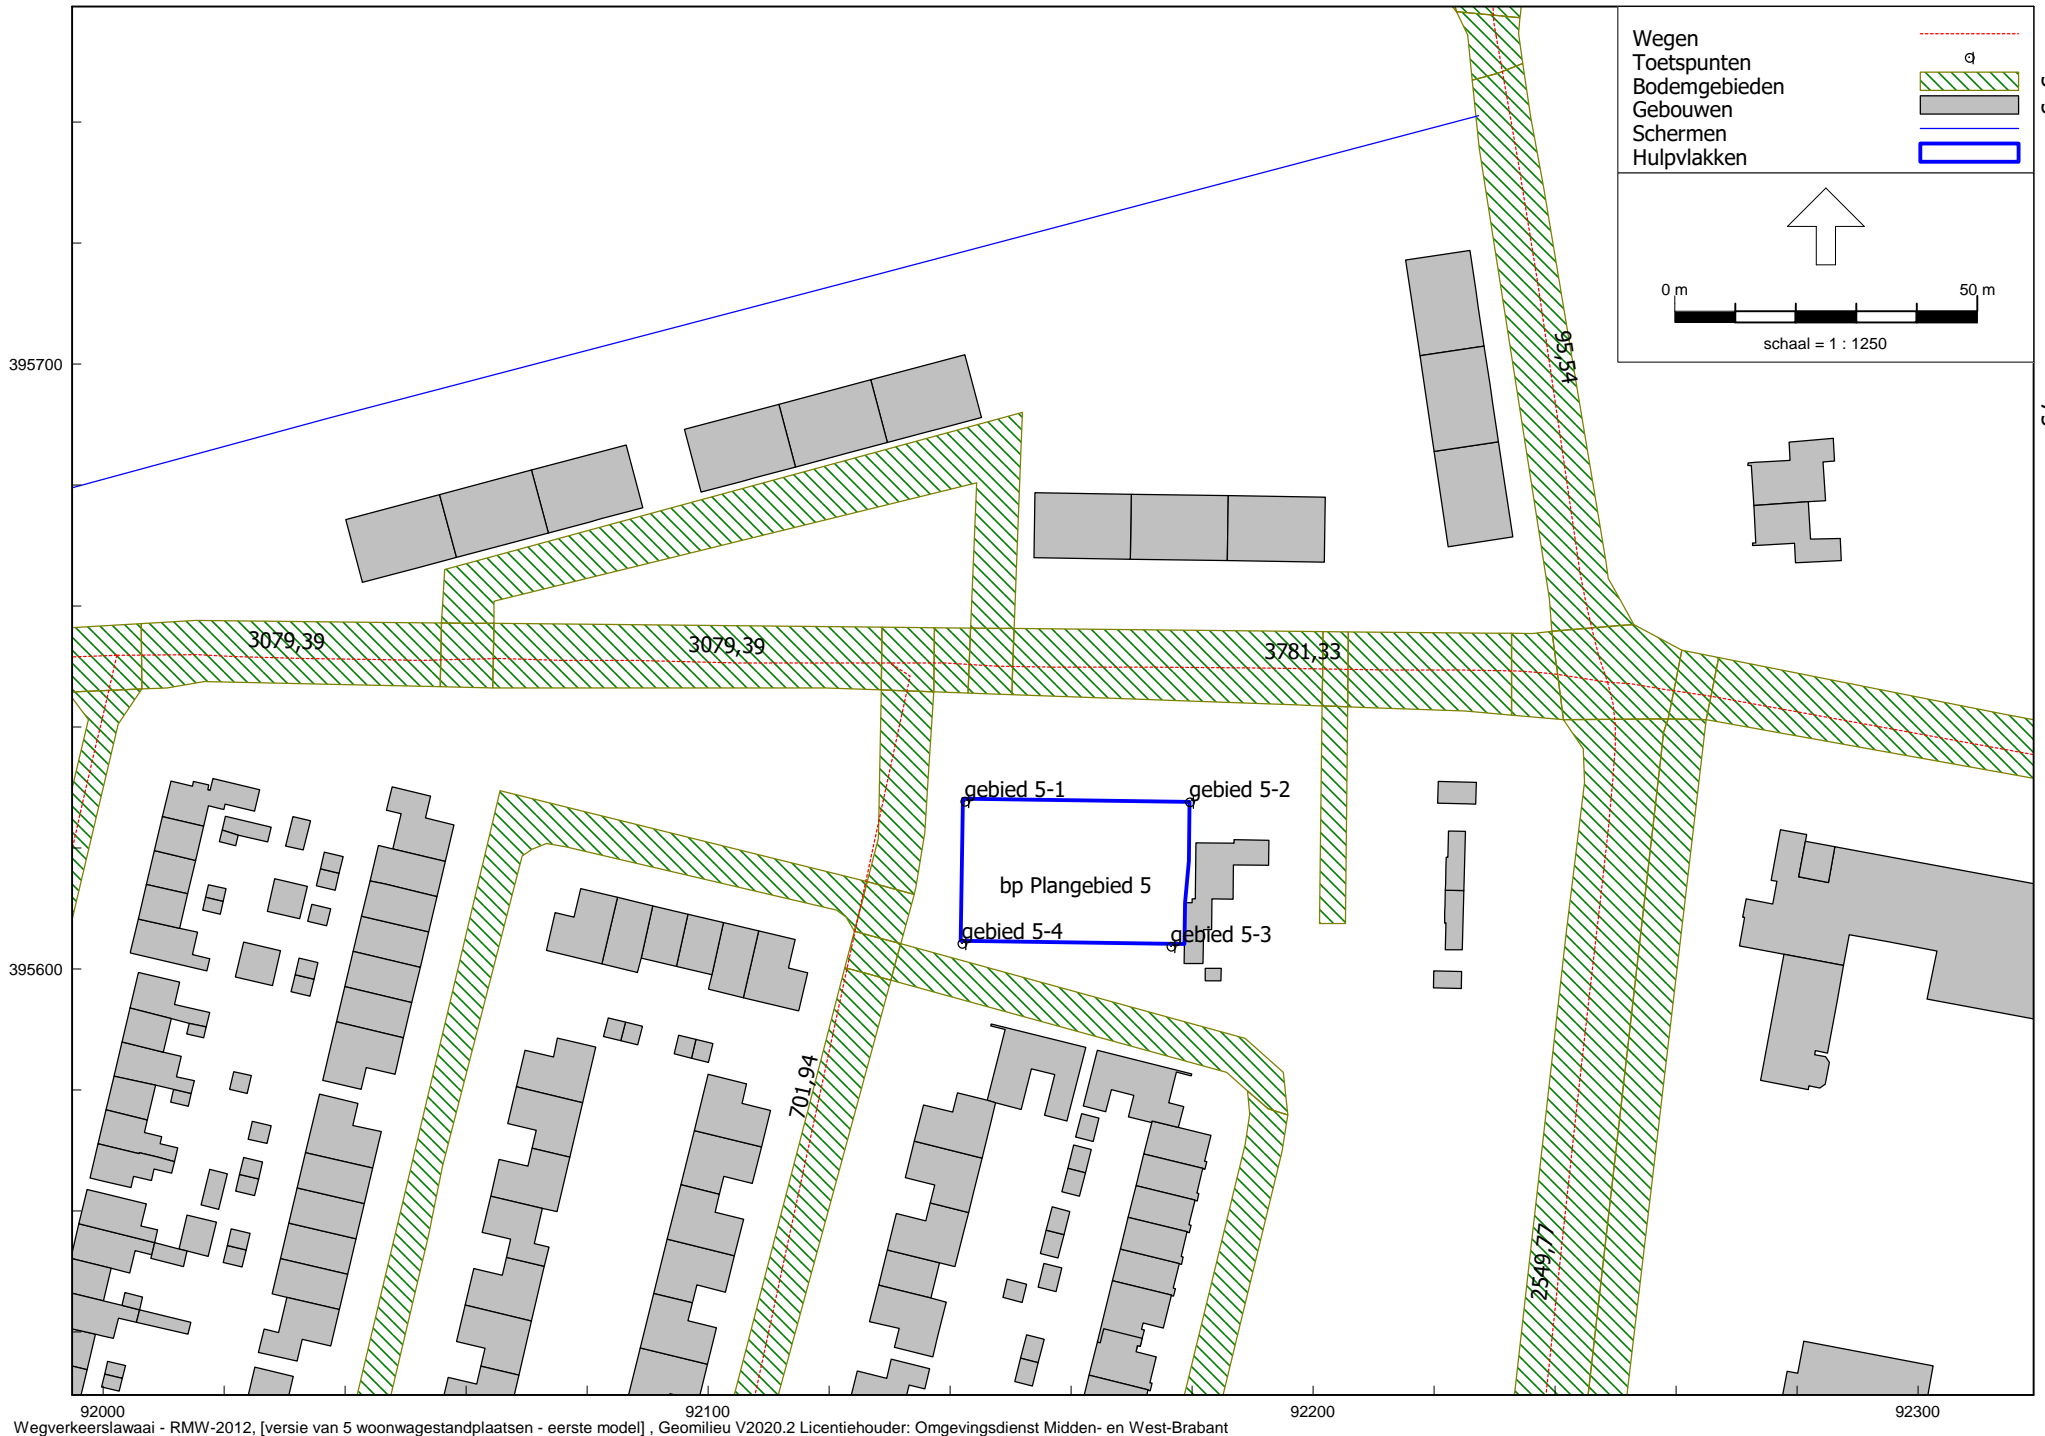 Wegen
Toetspunten
Bodemgebieden
Gebouwen
Schermen
Hulpvlakken
0 m 50 m
schaal = 1 : 1250
395700
95,54
3079,39 3079,39 3781,33
gebied 5-1 gebied 5-2
bp Plangebied 5
gebied 5-4 gebied 5-3
395600
701,94
2549,77
92000 92100 92200 92300
Wegverkeerslawaai - RMW-2012, [versie van 5 woonwagestandplaatsen - eerste model] , Geomilieu V2020.2 Licentiehouder: Omgevingsdienst Midden- en West-Brabant